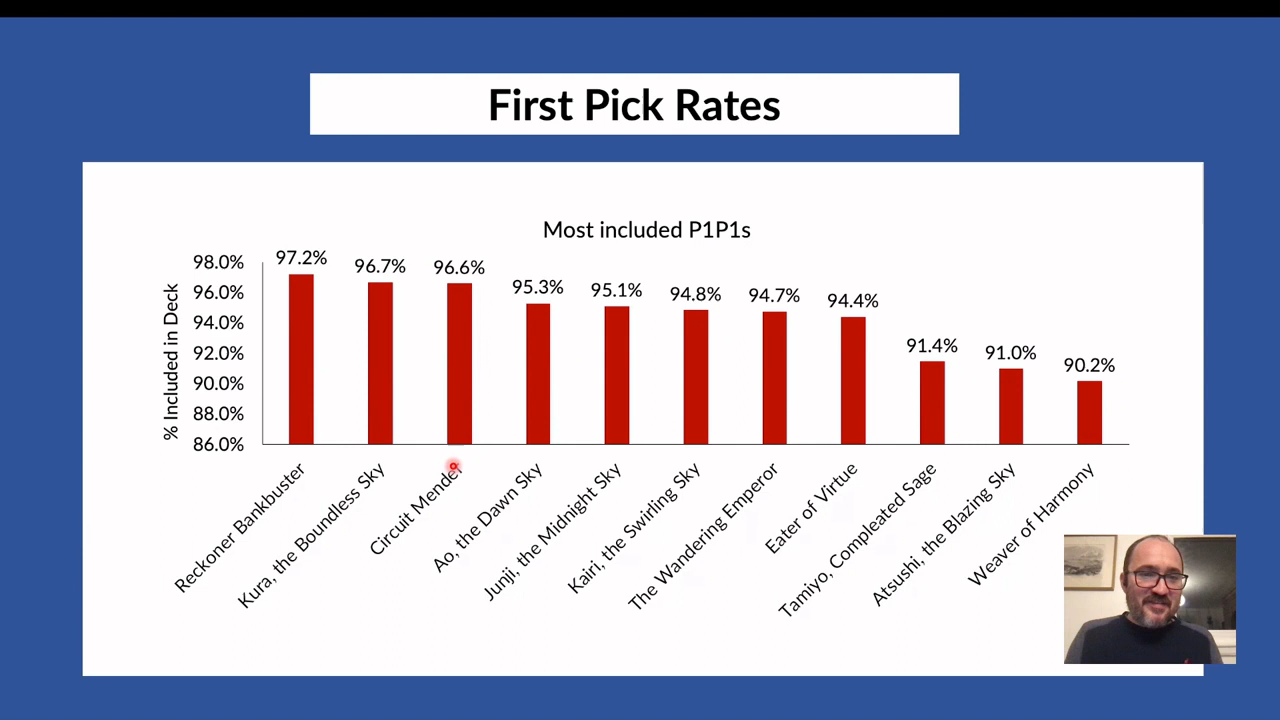 First Pick Rates
Most included P1P1s
% Included in Deck
98.0%
96.0%
94.0%
92.0%
90.0%
88.0%
86.0%
97.2%
96.7%
96.6%
95.3%
95.1%
94.8%
94.7%
94.4%
91.4%
91.0%
90.2%
Reckoner Bankbuster
Kura, the Boundless Sky
Circuit Mender
Ao, the Dawn Sky
Junji, the Midnight Sky
Kairi, the Swirling Sky
The Wandering Emperor
Eater of Virtue
Tamiyo, Compleated Sage
Atsushi, the Blazing Sky
Weaver of Harmony